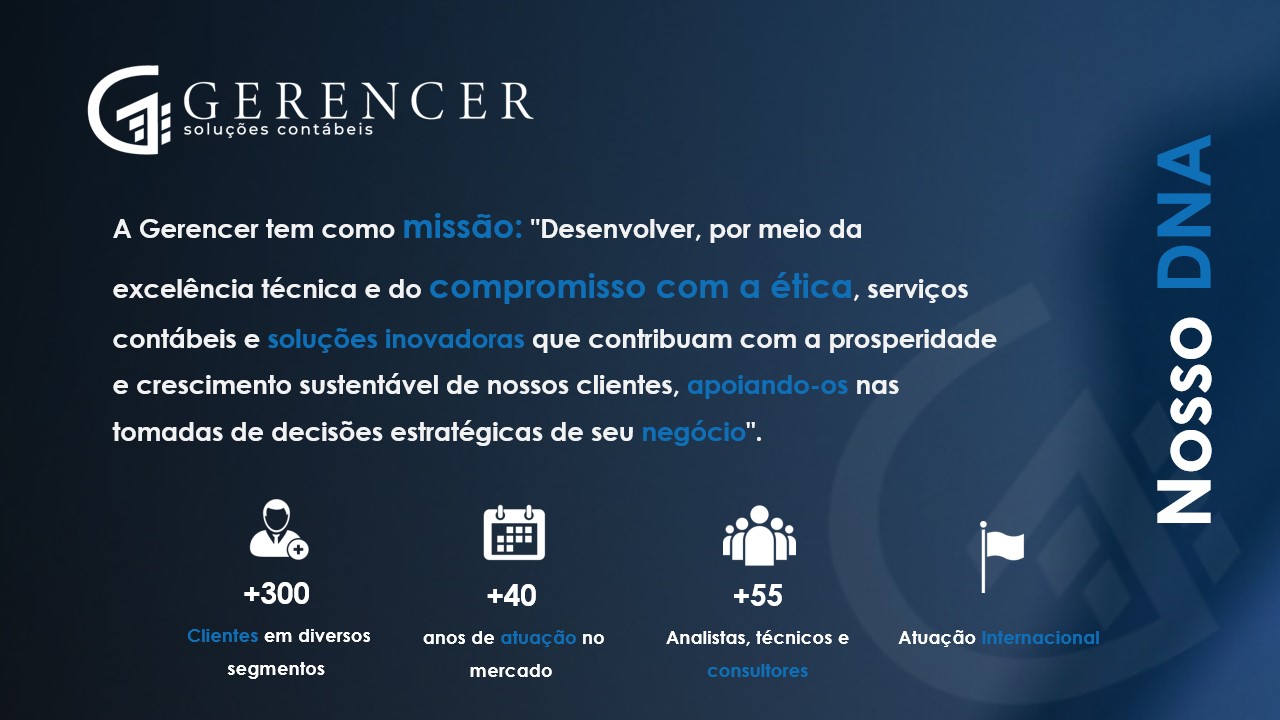 GERENCER
soluções contábeis
A Gerencer tem como missão: "Desenvolver, por meio da
excelência técnica e do compromisso com a ética, serviços
contábeis e soluções inovadoras que contribuam com a prosperidade
e crescimento sustentável de nossos clientes, apoiando-os nas
tomadas de decisões estratégicas de seu negócio".
+300
Clientes em diversos
segmentos
+40
anos de atuação no
mercado
+55
Analistas, técnicos e
consultores
Atuação Internacional
Nosso DNA